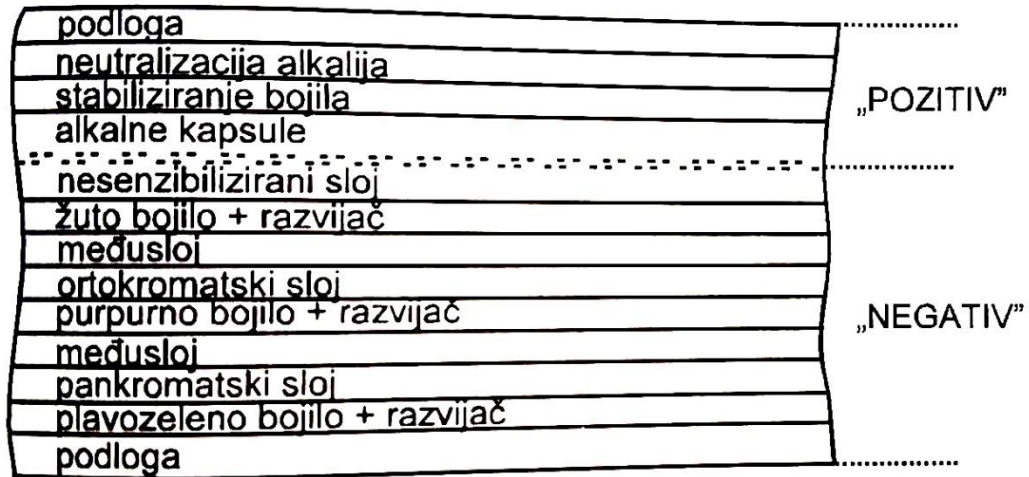 podloga
neutralizacija alkalija
stabiliziranje bojila
alkalne kapsule
„POZITIV”
nesenzibilizirani sloj
žuto bojilo + razvijač
međusloj
ortokromatski sloj
purpurno bojilo + razvijač
međusloj
pankromatski sloj
plavozeleno bojilo + razvijač
podloga
„NEGATIV”